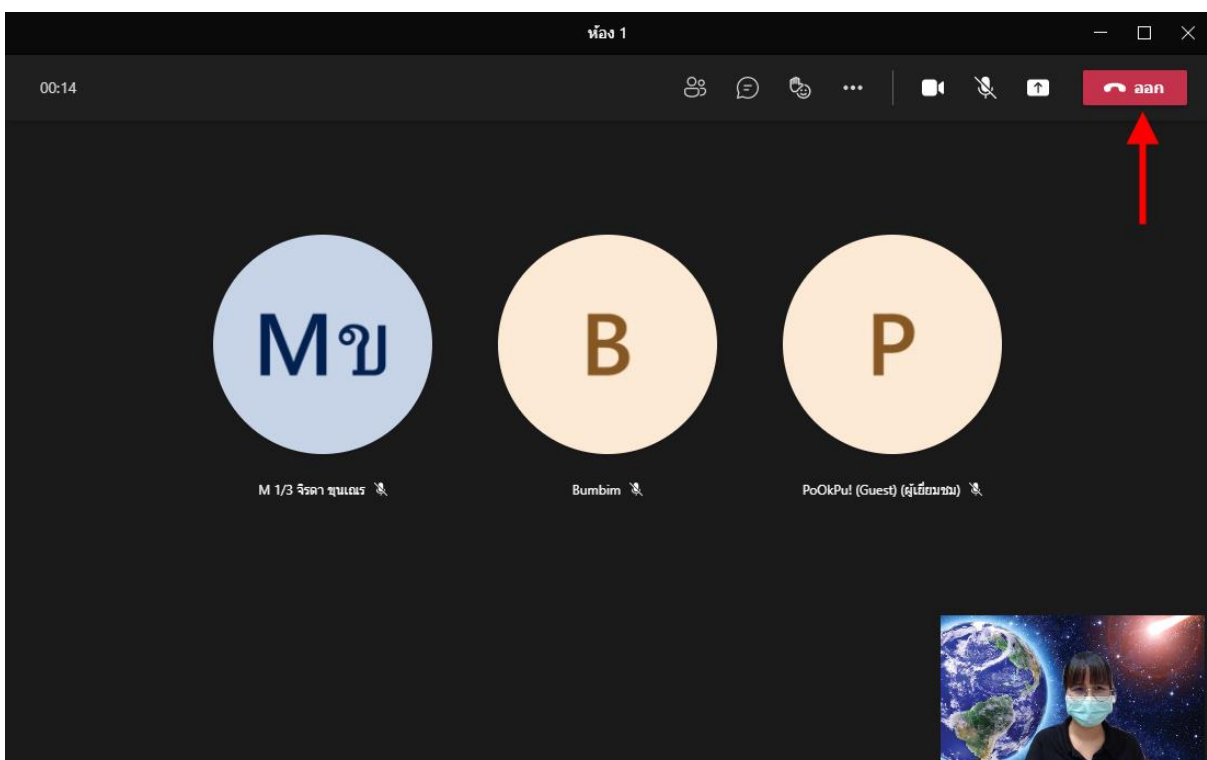 ห้อง 1
00:14
ออก
Mข
B
P
M 1/3 จิรดา ขุนเณร
Bumbim
PoOkPu! (Guest) (ผู้เยี่ยมชม)